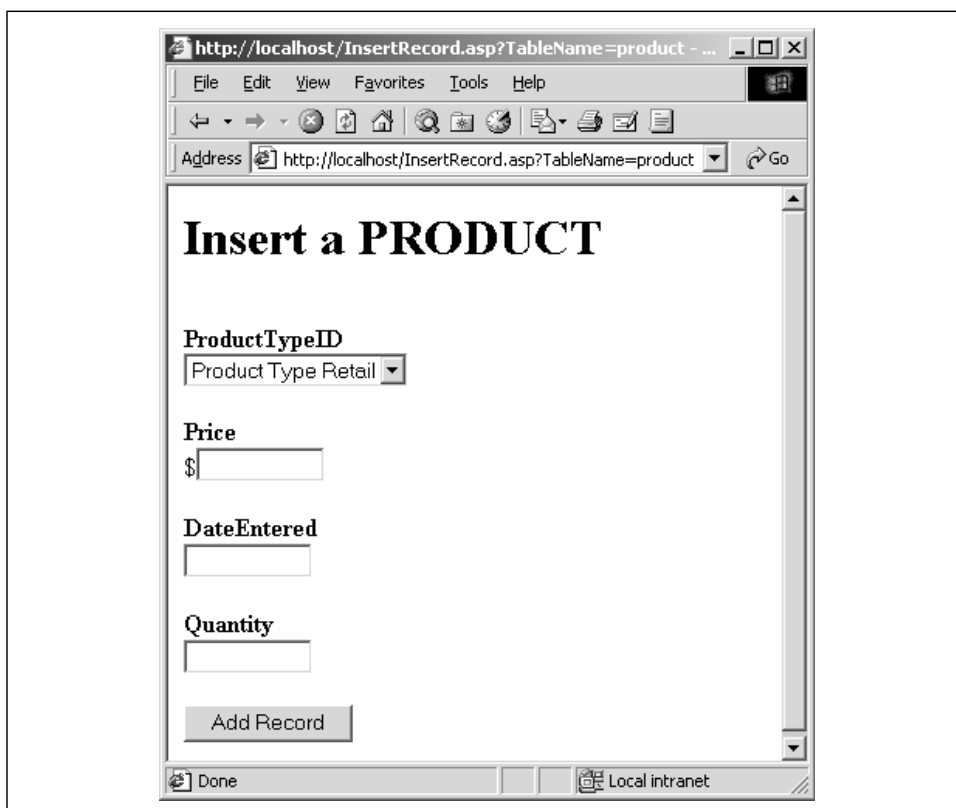 http://localhost/InsertRecord.asp?TableName=product - ...
File Edit View Favorites Tools Help
Address http://localhost/InsertRecord.asp?TableName=product Go
Insert a PRODUCT
ProductTypeID
Product Type Retail
Price
$
DateEntered
Quantity
Add Record
Done Local intranet